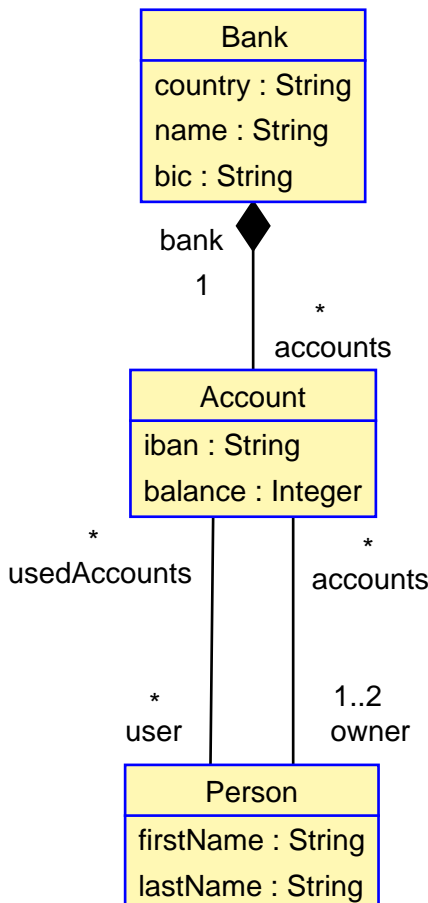 Bank
country : String
name : String
bic : String
bank
1
*
accounts
Account
iban : String
balance : Integer
*
usedAccounts
*
accounts
*
user
1..2
owner
Person
firstName : String
lastName : String